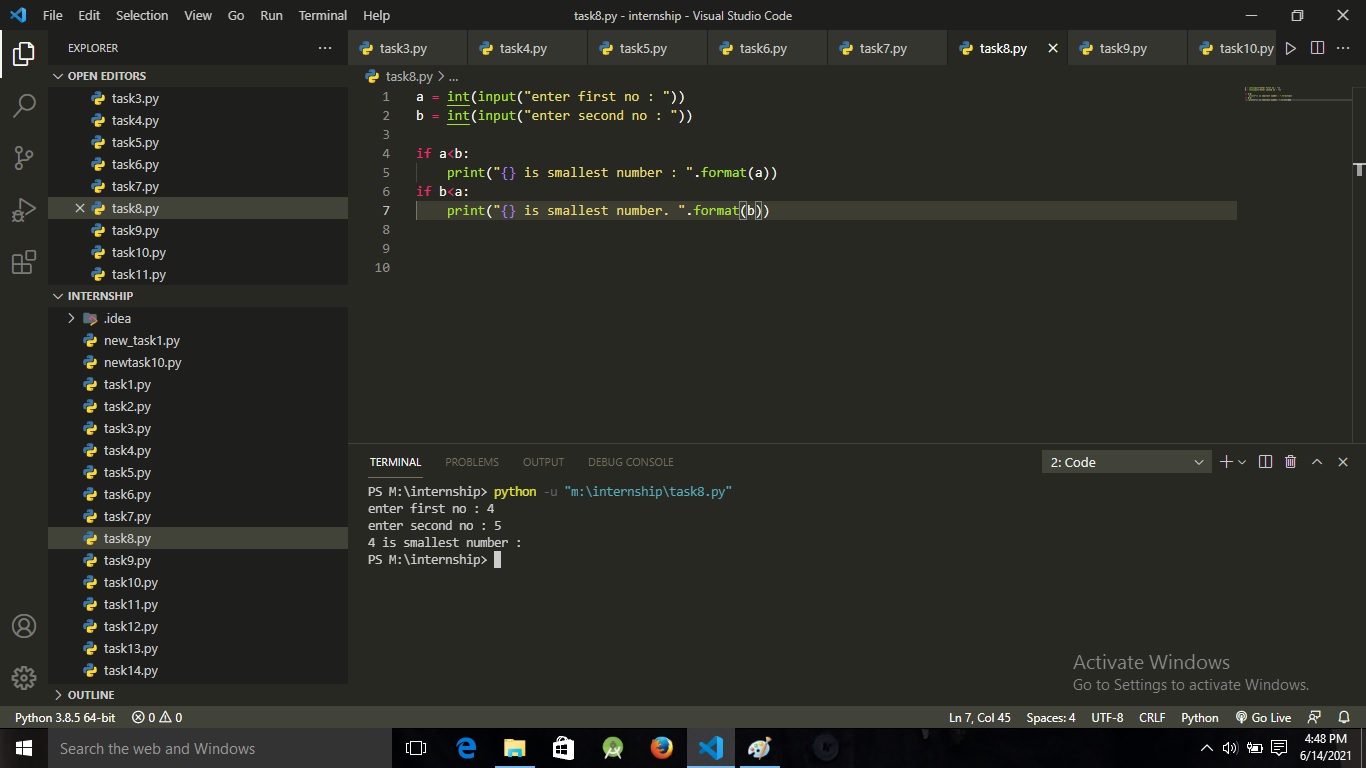 File Edit Selection View Go Run Terminal Help
task8.py - internship - Visual Studio Code
EXPLORER
OPEN EDITORS
task3.py
task4.py
task5.py
task6.py
task7.py
task8.py
task9.py
task10.py
task11.py
INTERNSHIP
.idea
new_task1.py
newtask10.py
task1.py
task2.py
task3.py
task4.py
task5.py
task6.py
task7.py
task8.py
task9.py
task10.py
task11.py
task12.py
task13.py
task14.py
OUTLINE
task3.py task4.py task5.py task6.py task7.py task8.py task9.py task10.py
task8.py > ...
1 a = int(input("enter first no : "))
2 b = int(input("enter second no : "))
3
4 if a<b:
5 print("{} is smallest number : ".format(a))
6 if b<a:
7 print("{} is smallest number. ".format(b))
8
9
10
TERMINAL PROBLEMS OUTPUT DEBUG CONSOLE
2: Code
PS M:\internship> python -u "m:\internship\task8.py"
enter first no : 4
enter second no : 5
4 is smallest number :
PS M:\internship>
Activate Windows
Go to Settings to activate Windows.
Python 3.8.5 64-bit 0 0
Ln 7, Col 45 Spaces: 4 UTF-8 CRLF Python Go Live
Search the web and Windows
4:48 PM
6/14/2021